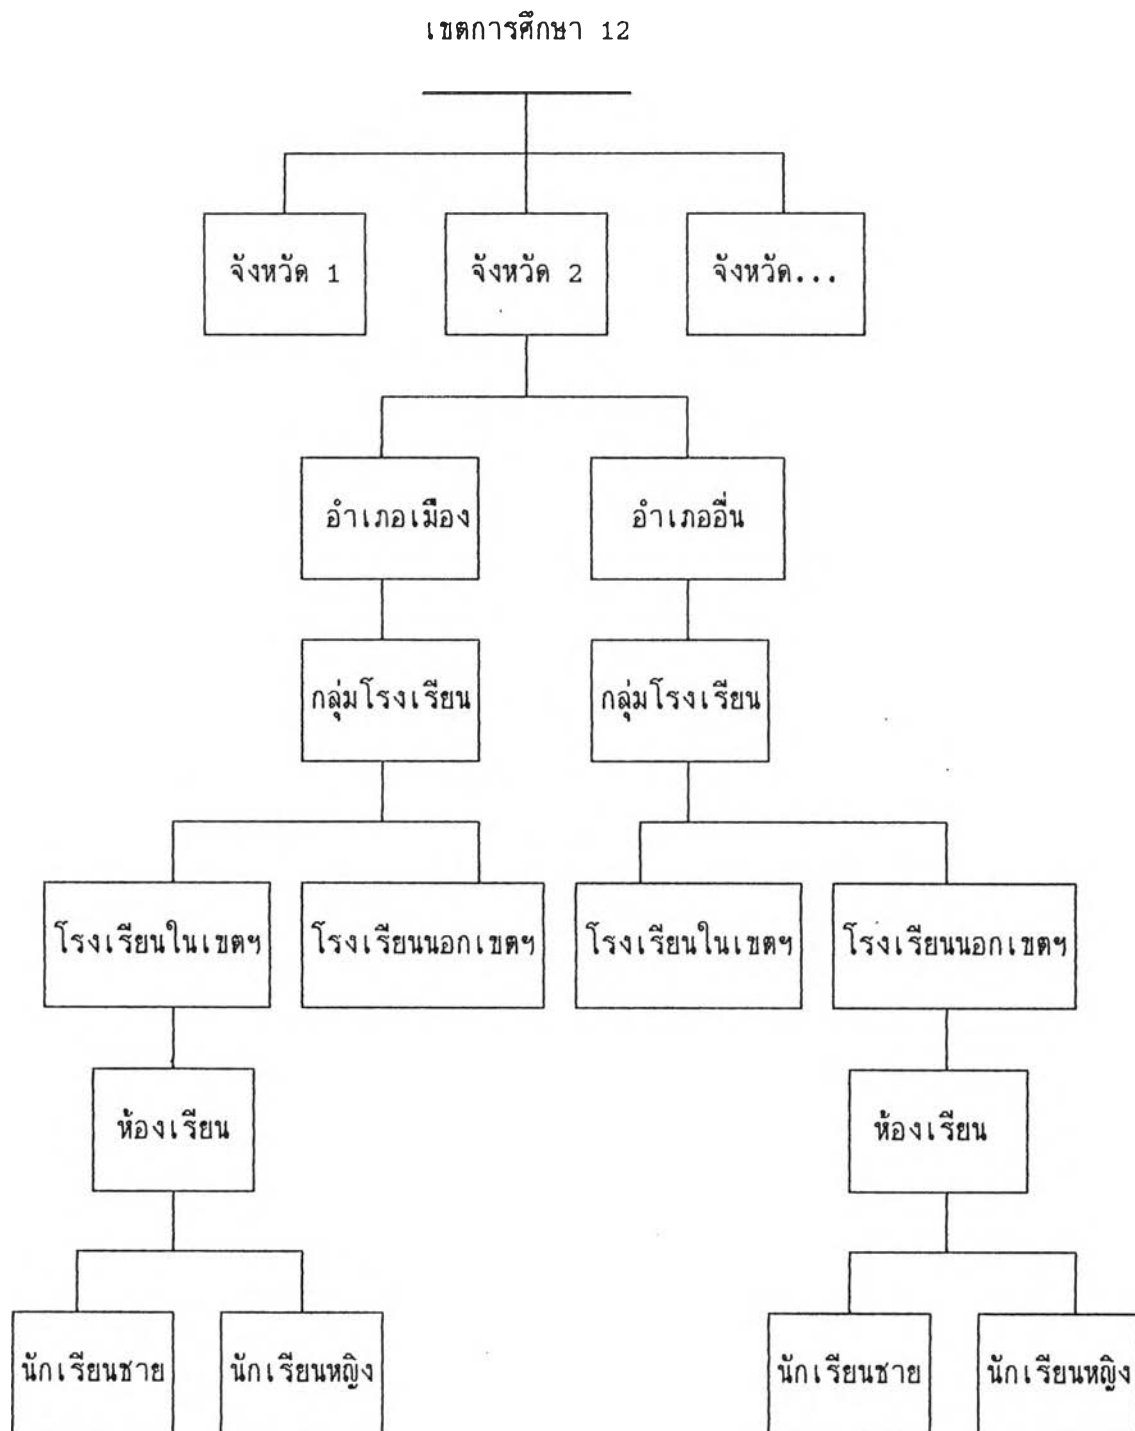 เขตการศึกษา 12
จังหวัด 1
จังหวัด 2
จังหวัด...
อำเภอเมือง
อำเภออื่น
กลุ่มโรงเรียน
กลุ่มโรงเรียน
โรงเรียนในเขตฯ
โรงเรียนนอกเขตฯ
โรงเรียนในเขตฯ
โรงเรียนนอกเขตฯ
ห้องเรียน
ห้องเรียน
นักเรียนชาย
นักเรียนหญิง
นักเรียนชาย
นักเรียนหญิง